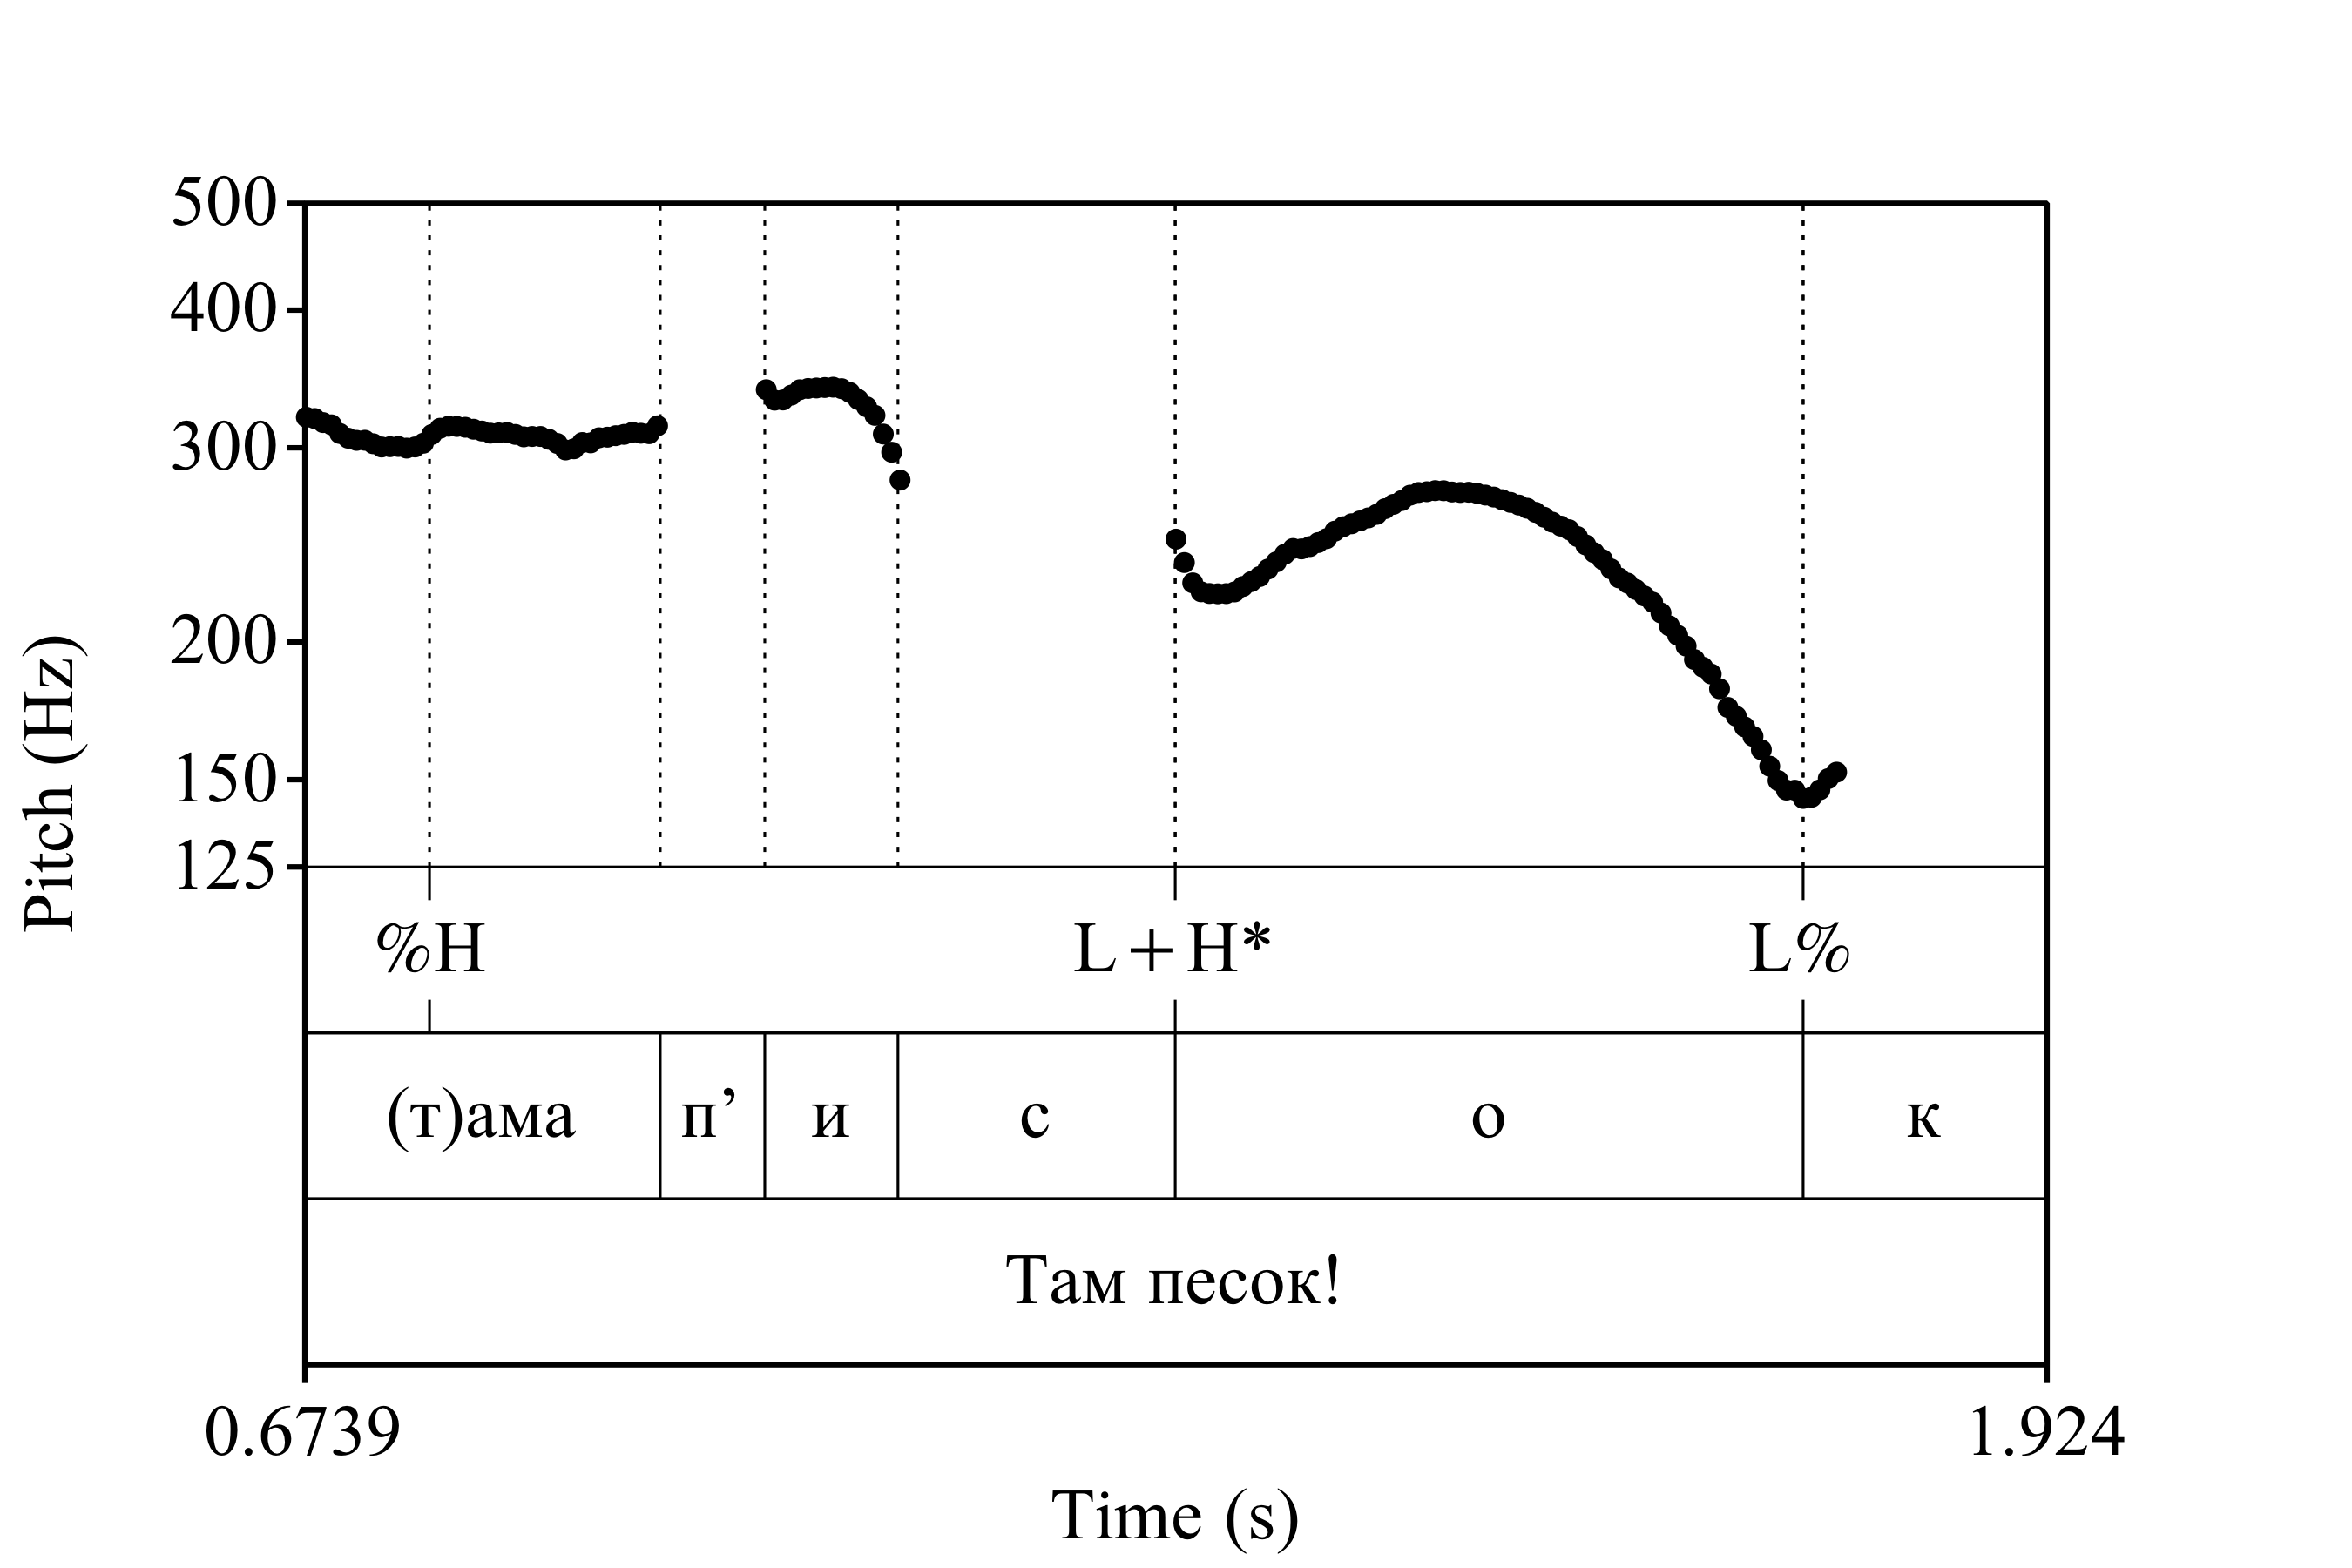 500
400
300
200
150
125
Pitch (Hz)
%H L+H* L%
(т)ама п’ и с о к
Там песок!
0.6739 1.924
Time (s)